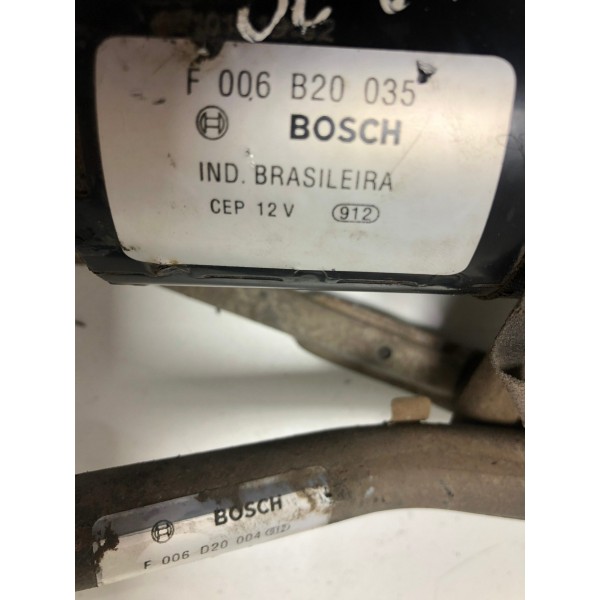 F 006 B20 035
BOSCH
IND. BRASILEIRA
CEP 12 V 912
BOSCH
F 006 D20 004 (912)